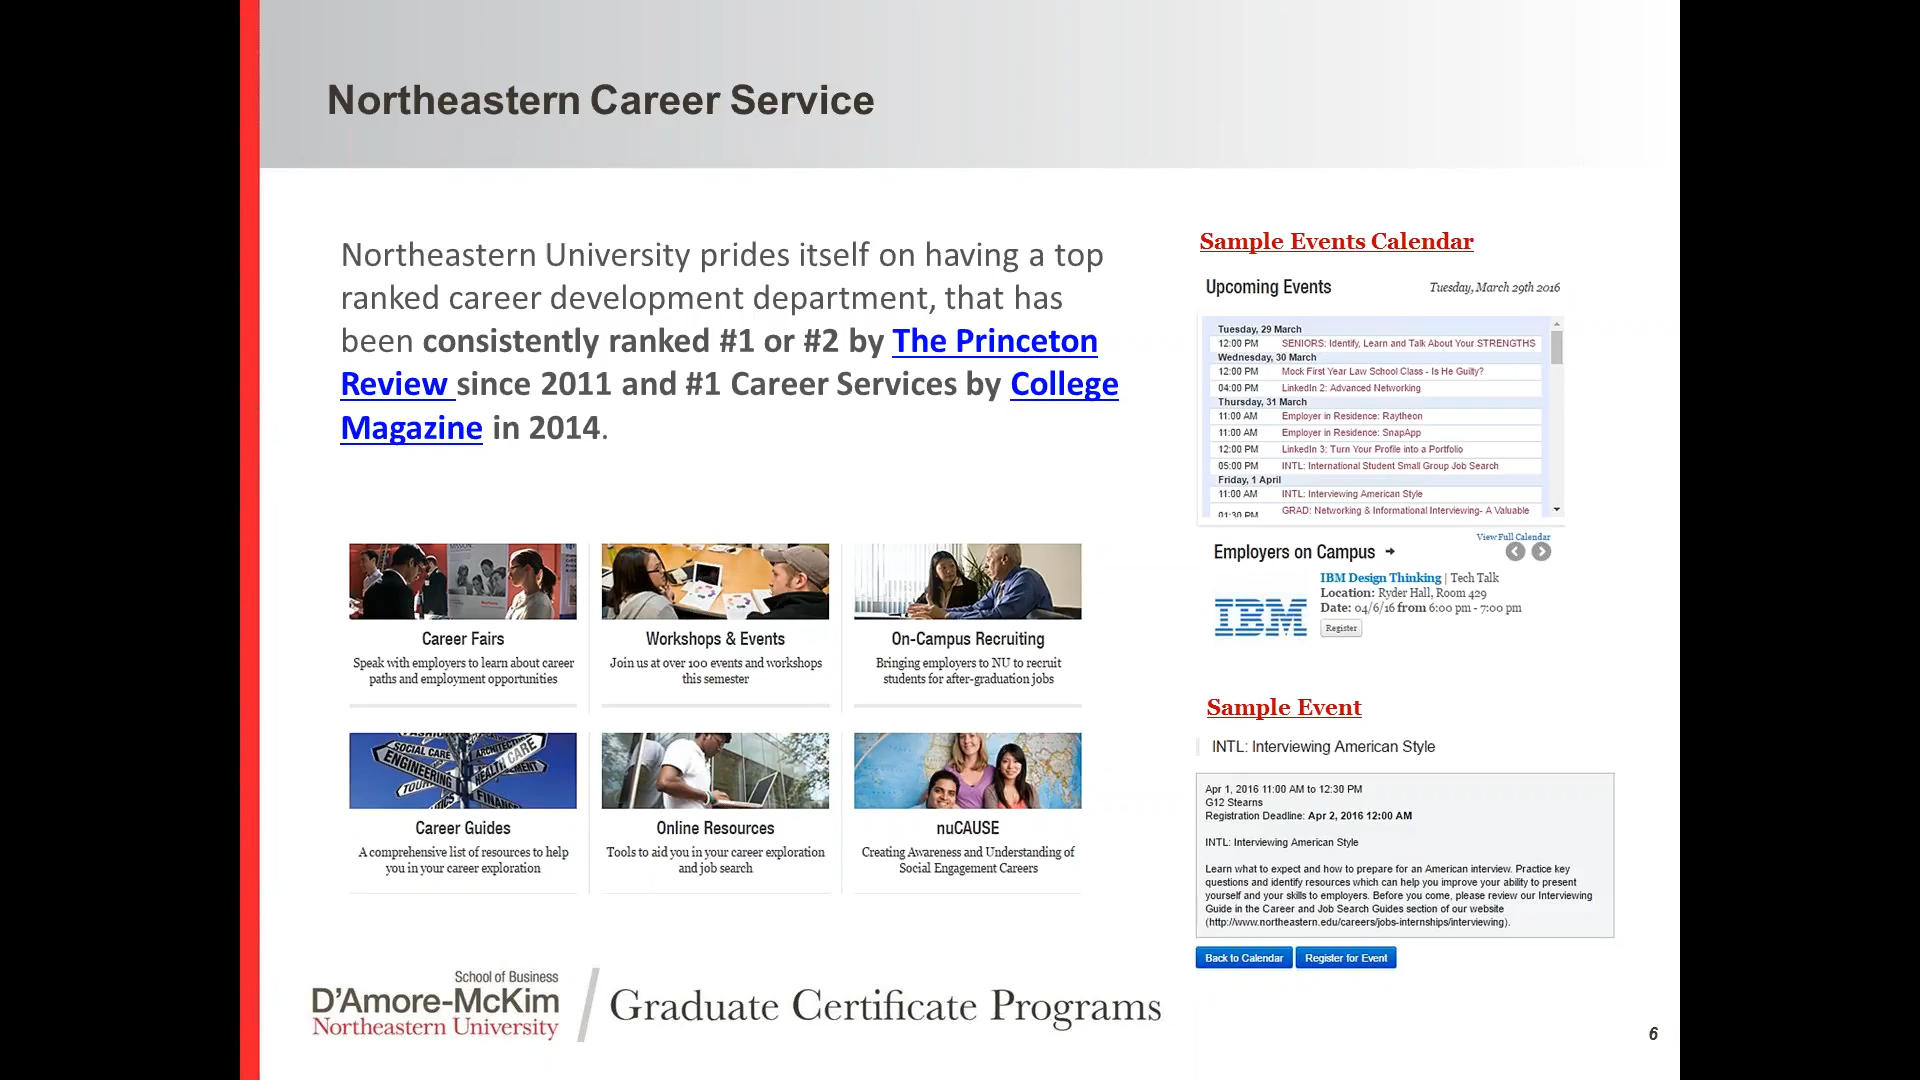 Northeastern Career Service
Northeastern University prides itself on having a top
ranked career development department, that has
been consistently ranked #1 or #2 by The Princeton
Review since 2011 and #1 Career Services by College
Magazine in 2014.
Career Fairs
Speak with employers to learn about career
paths and employment opportunities
Workshops & Events
Join us at over 100 events and workshops
this semester
On-Campus Recruiting
Bringing employers to NU to recruit
students for after-graduation jobs
SOCIAL CARE
ENGINEERING
HEALTH CARE
Career Guides
A comprehensive list of resources to help
you in your career exploration
Online Resources
Tools to aid you in your career exploration
and job search
nuCAUSE
Creating Awareness and Understanding of
Social Engagement Careers
Sample Events Calendar
Upcoming Events
Tuesday, March 29th 2016
Tuesday, 29 March
12:00 PM SENIORS: Identify, Learn and Talk About Your STRENGTHS
Wednesday, 30 March
12:00 PM Mock First Year Law School Class - Is He Guilty?
04:00 PM LinkedIn 2: Advanced Networking
Thursday, 31 March
11:00 AM Employer in Residence: Raytheon
11:00 AM Employer in Residence: SnapApp
12:00 PM LinkedIn 3: Turn Your Profile into a Portfolio
05:00 PM INTL: International Student Small Group Job Search
Friday, 1 April
11:00 AM INTL: Interviewing American Style
01:30 PM GRAD: Networking & Informational Interviewing- A Valuable
View Full Calendar
Employers on Campus
IBM
IBM Design Thinking | Tech Talk
Location: Ryder Hall, Room 429
Date: 04/6/16 from 6:00 pm - 7:00 pm
Register
Sample Event
INTL: Interviewing American Style
Apr 1, 2016 11:00 AM to 12:30 PM
G12 Stearns
Registration Deadline: Apr 2, 2016 12:00 AM
INTL: Interviewing American Style
Learn what to expect and how to prepare for an American interview. Practice key
questions and identify resources which can help you improve your ability to present
yourself and your skills to employers. Before you come, please review our Interviewing
Guide in the Career and Job Search Guides section of our website
(http://www.northeastern.edu/careers/jobs-internships/interviewing).
Back to Calendar
Register for Event
School of Business
D'Amore-McKim
Northeastern University
Graduate Certificate Programs
6